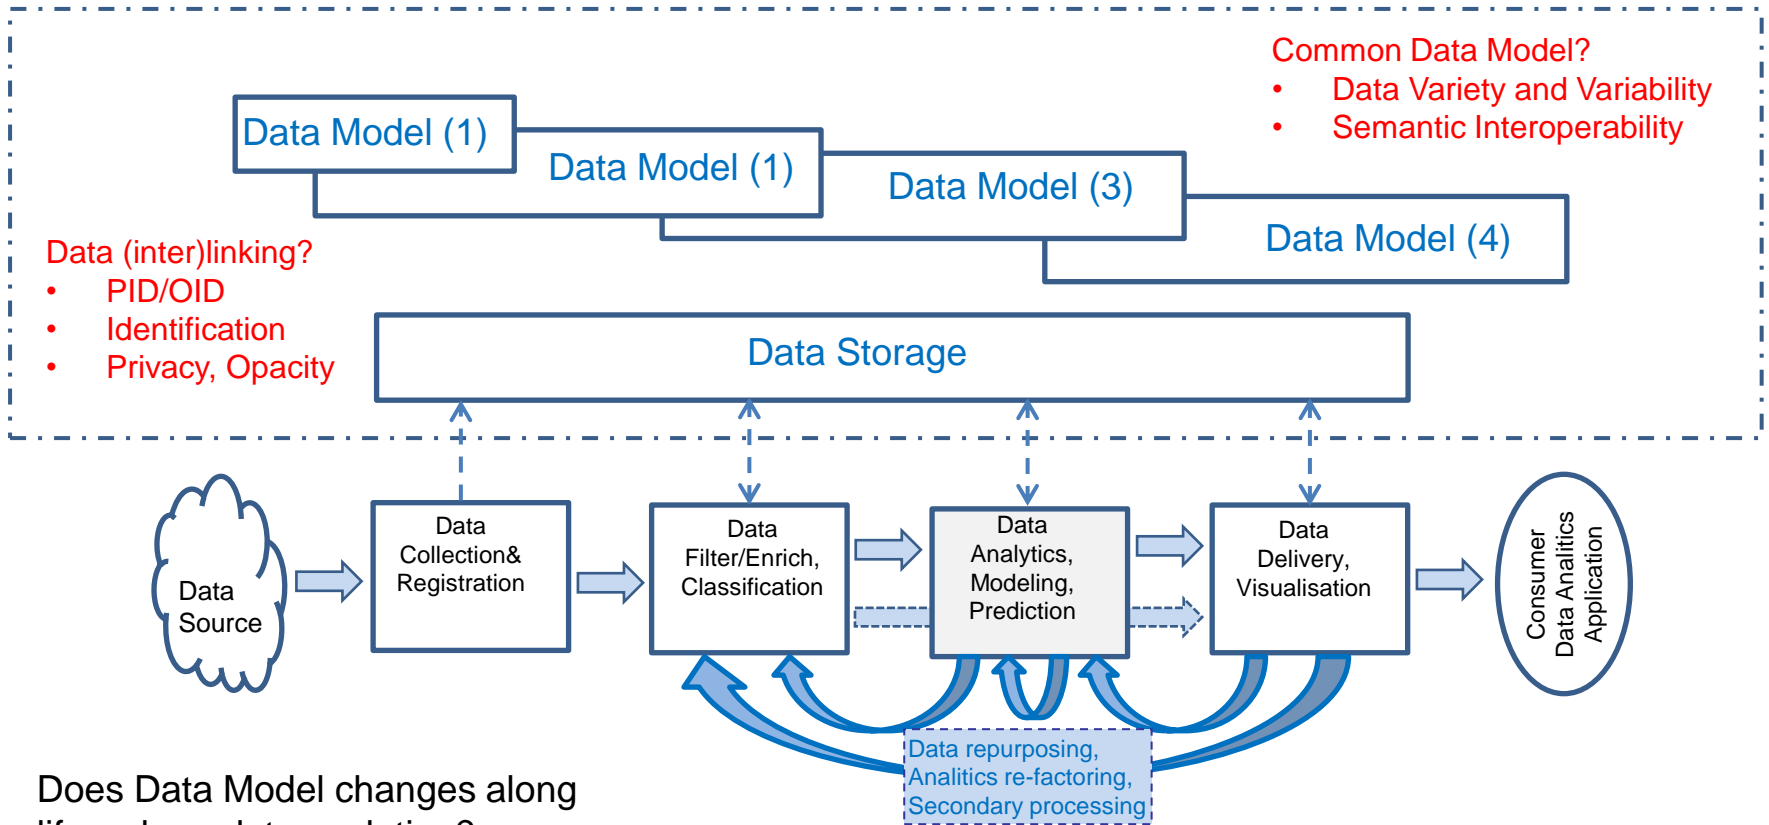 Common Data Model?
• Data Variety and Variability
• Semantic Interoperability
Data Model (1)
Data Model (1)
Data Model (3)
Data Model (4)
Data (inter)linking?
• PID/OID
• Identification
• Privacy, Opacity
Data Storage
Data
Source
Data
Collection&
Registration
Data
Filter/Enrich,
Classification
Data
Analytics,
Modeling,
Prediction
Data
Delivery,
Visualisation
Consumer
Data Analitics
Application
Data repurposing,
Analitics re-factoring,
Secondary processing
Does Data Model changes along